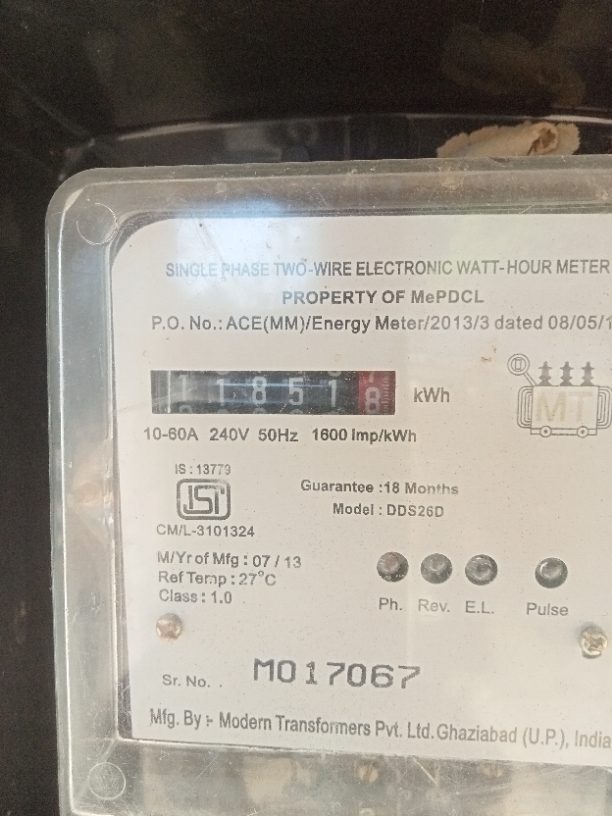 SINGLE PHASE TWO-WIRE ELECTRONIC WATT-HOUR METER
PROPERTY OF MePDCL
P.O. No.: ACE(MM)/Energy Meter/2013/3 dated 08/05/1
1 1 8 5 1 8 kWh
MT
10-60A 240V 50Hz 1600 Imp/kWh
IS : 13779
ISI
CM/L-3101324
Guarantee :18 Months
Model : DDS26D
M/Yr of Mfg : 07 / 13
Ref Temp : 27°C
Class : 1.0
Ph. Rev. E.L. Pulse
Sr. No. . M017067
Mfg. By :- Modern Transformers Pvt. Ltd. Ghaziabad (U.P.), India